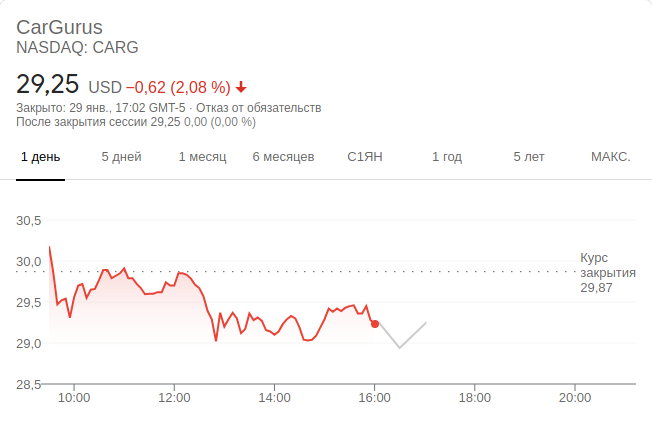 CarGurus
NASDAQ: CARG
29,25 USD −0,62 (2,08 %)
Закрыто: 29 янв., 17:02 GMT-5 · Отказ от обязательств
После закрытия сессии 29,25 0,00 (0,00 %)
1 день 5 дней 1 месяц 6 месяцев С1ЯН 1 год 5 лет МАКС.
30,5
30,0
29,5
29,0
28,5
Курс
закрытия
29,87
10:00 12:00 14:00 16:00 18:00 20:00